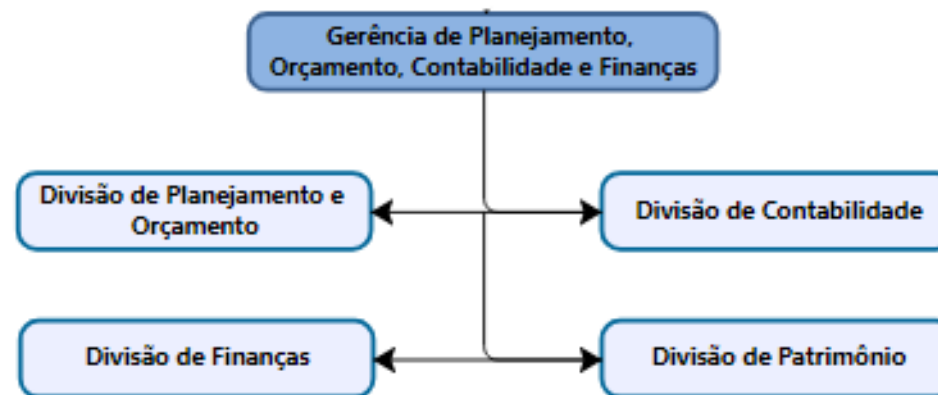 Gerência de Planejamento,
Orçamento, Contabilidade e Finanças
Divisão de Planejamento e
Orçamento
Divisão de Contabilidade
Divisão de Finanças
Divisão de Patrimônio